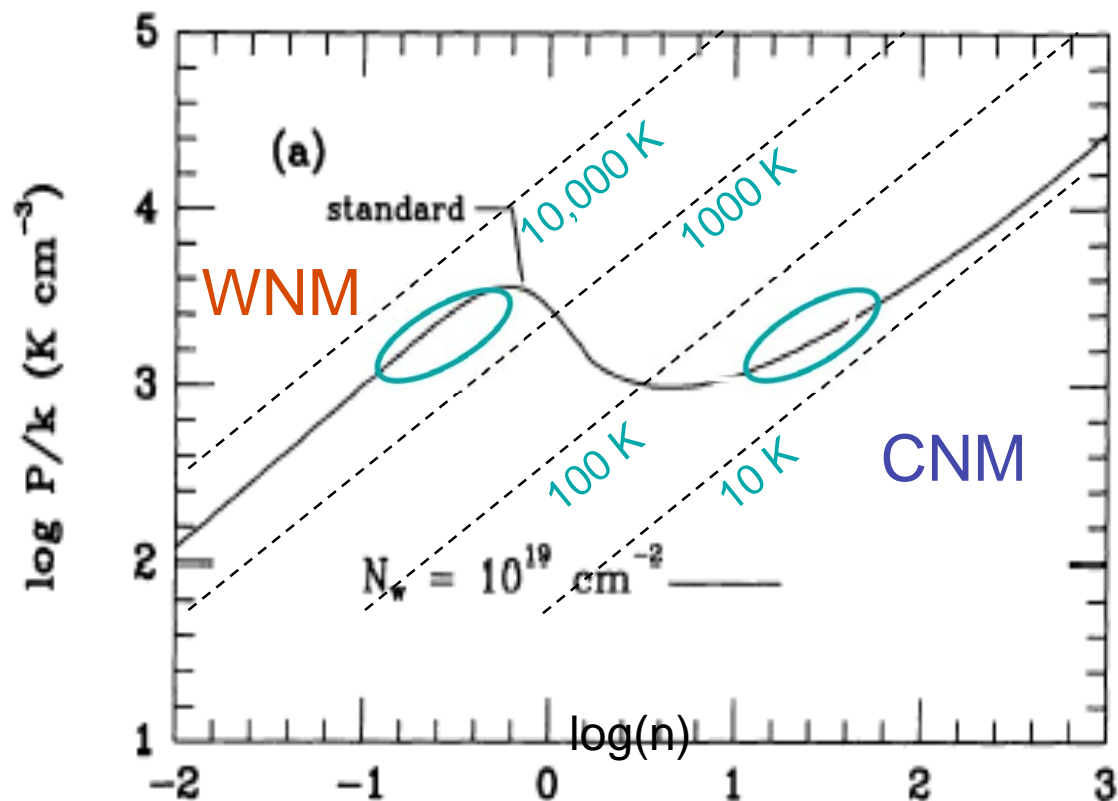 5
(a)
10,000 K
1000 K
4
standard
WNM
log P/k (K cm⁻³)
3
CNM
100 K
10 K
2
N_w = 10¹⁹ cm⁻²
log(n)
1
-2 -1 0 1 2 3